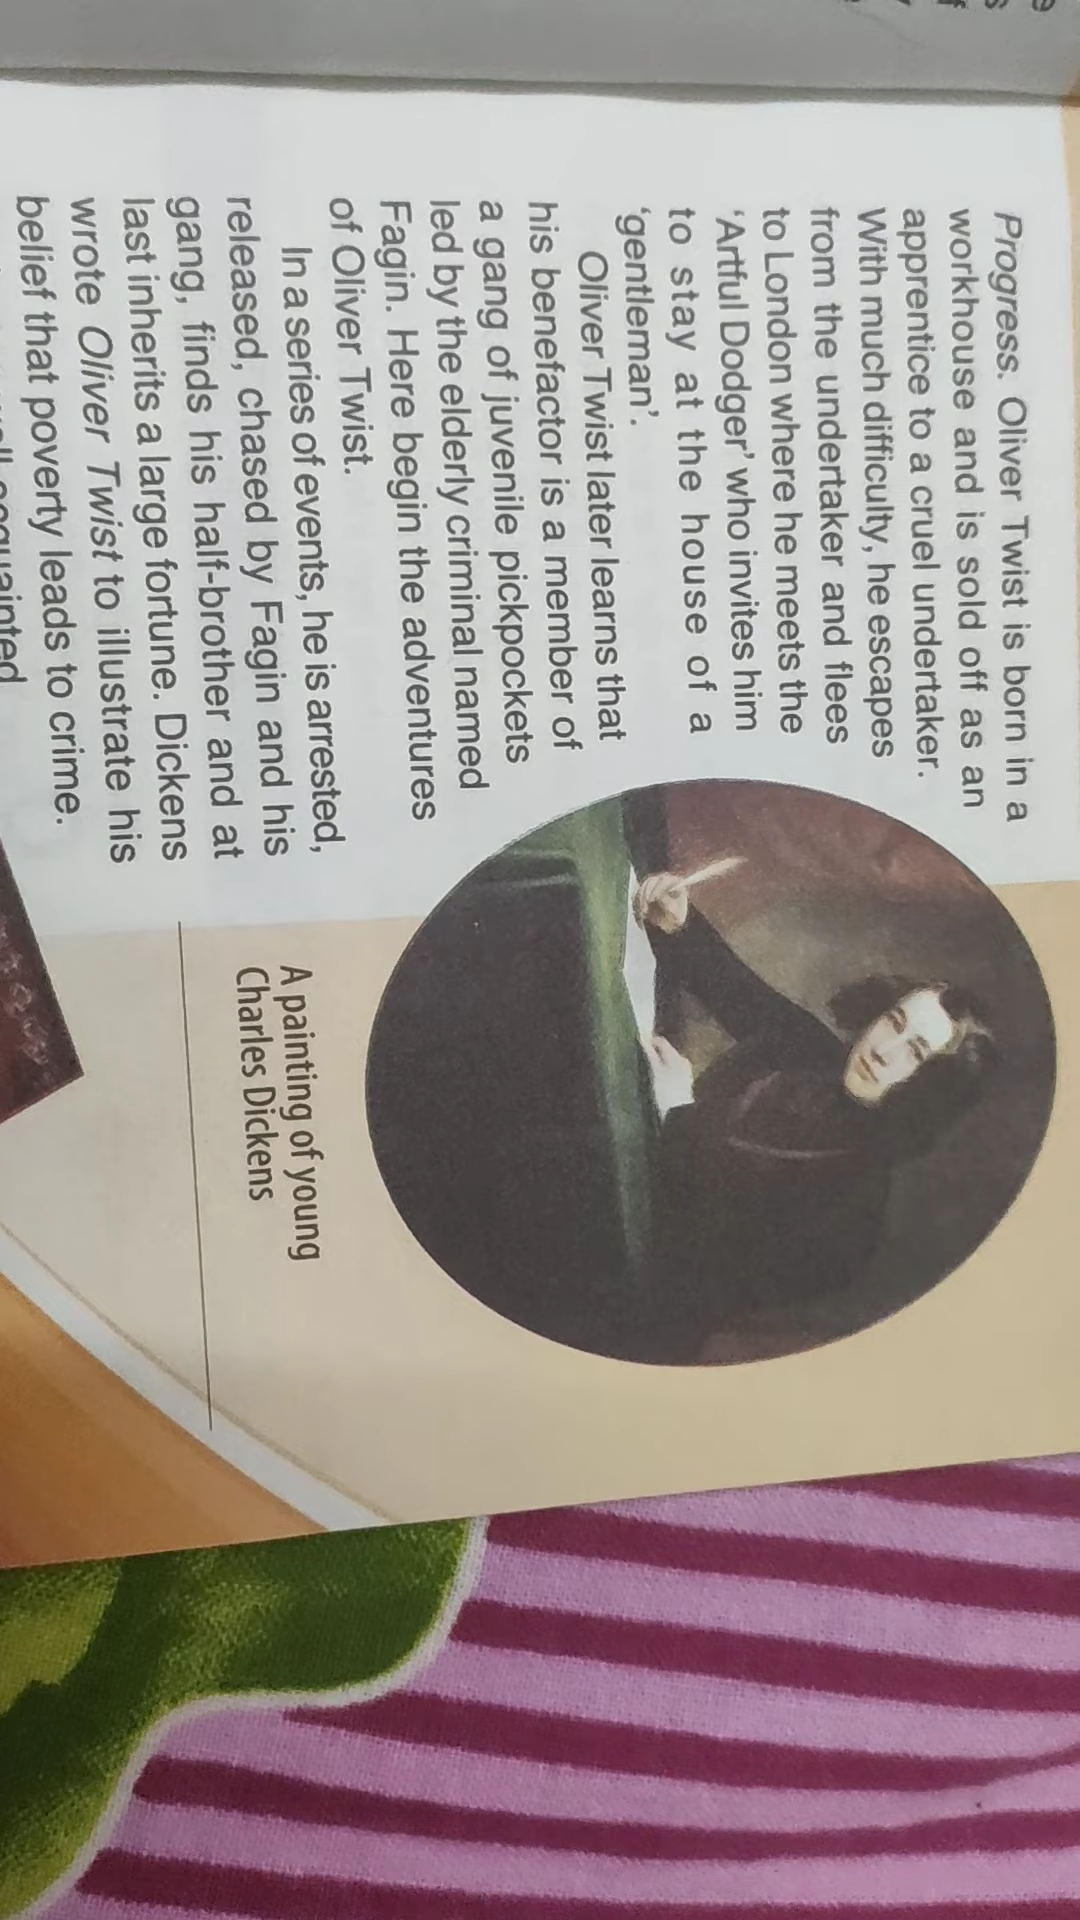 Progress. Oliver Twist is born in a
workhouse and is sold off as an
apprentice to a cruel undertaker.
With much difficulty, he escapes
from the undertaker and flees
to London where he meets the
‘Artful Dodger’ who invites him
to stay at the house of a
‘gentleman’.
Oliver Twist later learns that
his benefactor is a member of
a gang of juvenile pickpockets
led by the elderly criminal named
Fagin. Here begin the adventures
of Oliver Twist.
In a series of events, he is arrested,
released, chased by Fagin and his
gang, finds his half-brother and at
last inherits a large fortune. Dickens
wrote Oliver Twist to illustrate his
belief that poverty leads to crime.
A painting of young
Charles Dickens